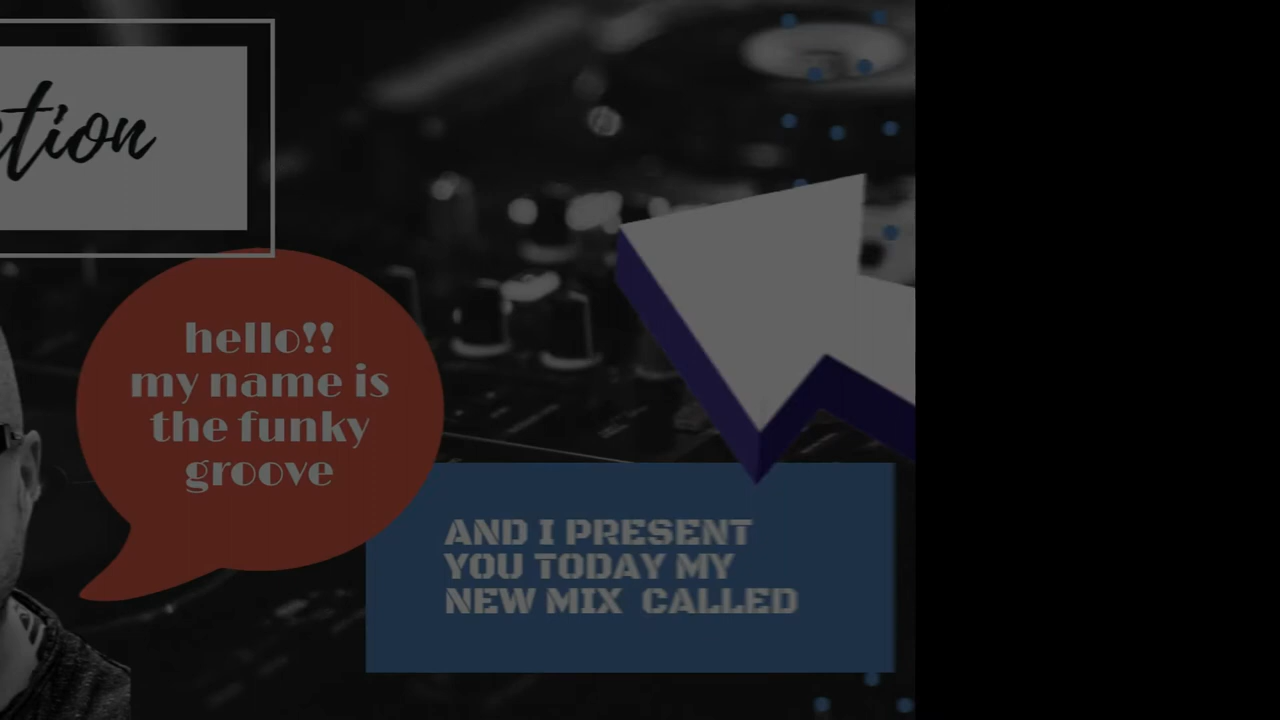 tion
hello!!
my name is
the funky
groove
AND I PRESENT
YOU TODAY MY
NEW MIX CALLED